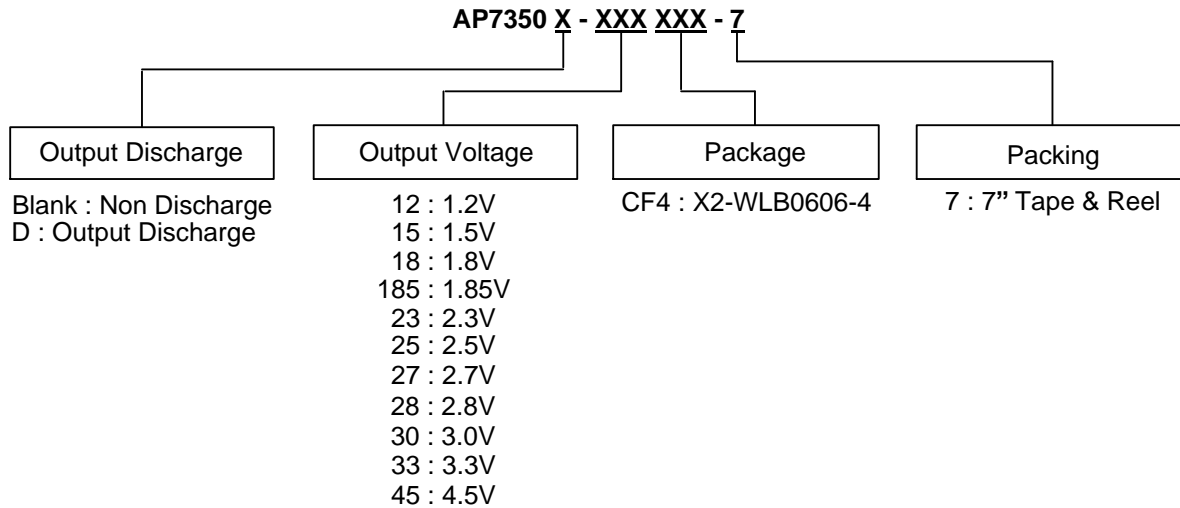 AP7350 X - XXX XXX - 7
Output Discharge
Blank : Non Discharge
D : Output Discharge
Output Voltage
12 : 1.2V
15 : 1.5V
18 : 1.8V
185 : 1.85V
23 : 2.3V
25 : 2.5V
27 : 2.7V
28 : 2.8V
30 : 3.0V
33 : 3.3V
45 : 4.5V
Package
CF4 : X2-WLB0606-4
Packing
7 : 7” Tape & Reel